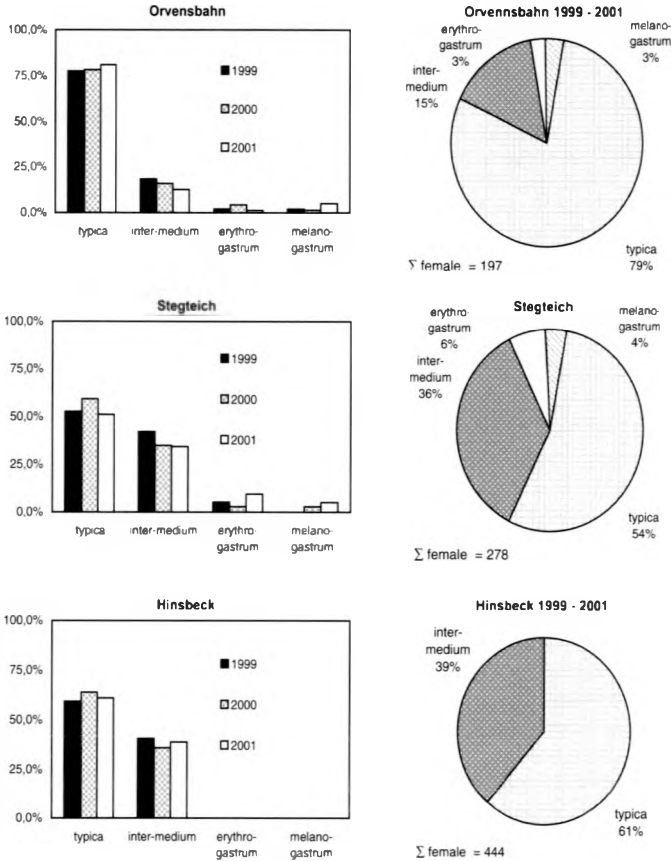 Orvensbahn
100,0%
75,0%
50,0%
25,0%
0,0%
1999
2000
2001
typica
inter-medium
erythro-
gastrum
melano-
gastrum
Orvennsbahn 1999 - 2001
erythro-
gastrum
3%
inter-
medium
15%
melano-
gastrum
3%
typica
79%
∑ female = 197
Stegteich
100,0%
75,0%
50,0%
25,0%
0,0%
1999
2000
2001
typica
inter-medium
erythro-
gastrum
melano-
gastrum
Stegteich
erythro-
gastrum
6%
inter-
medium
36%
melano-
gastrum
4%
typica
54%
∑ female = 278
Hinsbeck
100,0%
75,0%
50,0%
25,0%
0,0%
1999
2000
2001
typica
inter-medium
erythro-
gastrum
melano-
gastrum
Hinsbeck 1999 - 2001
inter-
medium
39%
typica
61%
∑ female = 444